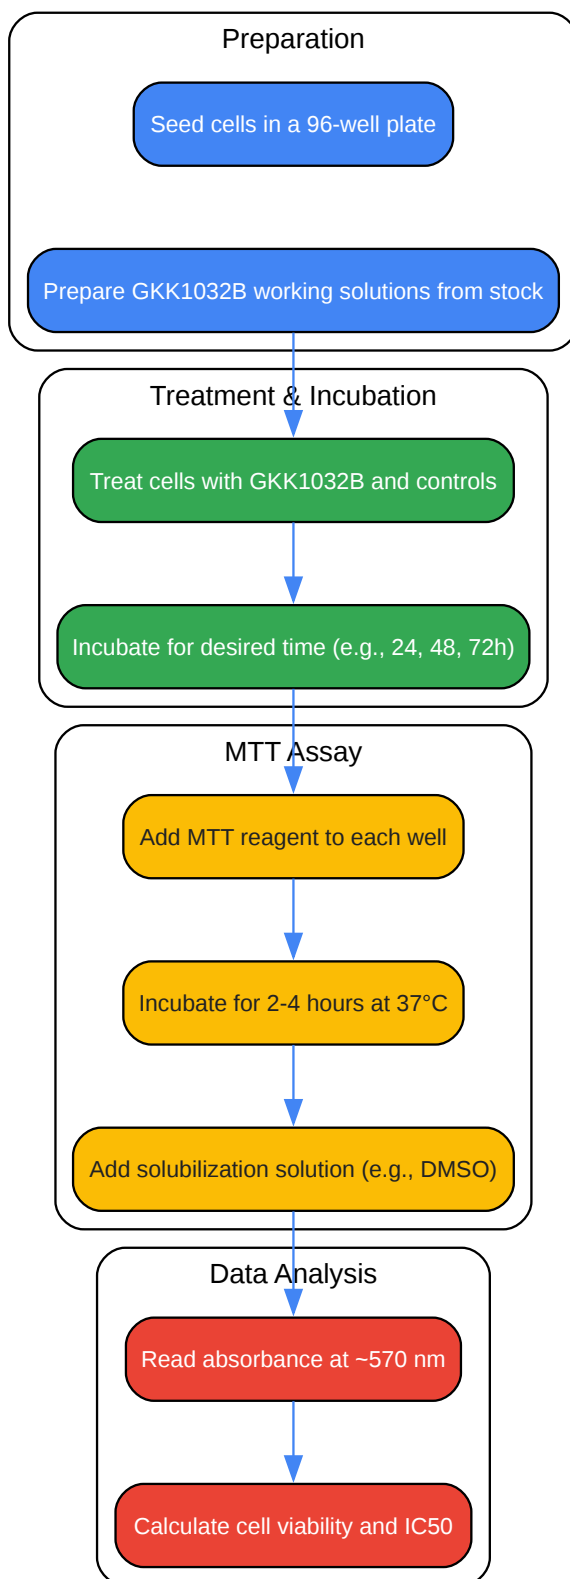 Preparation
Seed cells in a 96-well plate
Prepare GKK1032B working solutions from stock
Treatment & Incubation
Treat cells with GKK1032B and controls
Incubate for desired time (e.g., 24, 48, 72h)
MTT Assay
Add MTT reagent to each well
Incubate for 2-4 hours at 37°C
Add solubilization solution (e.g., DMSO)
Data Analysis
Read absorbance at ~570 nm
Calculate cell viability and IC50